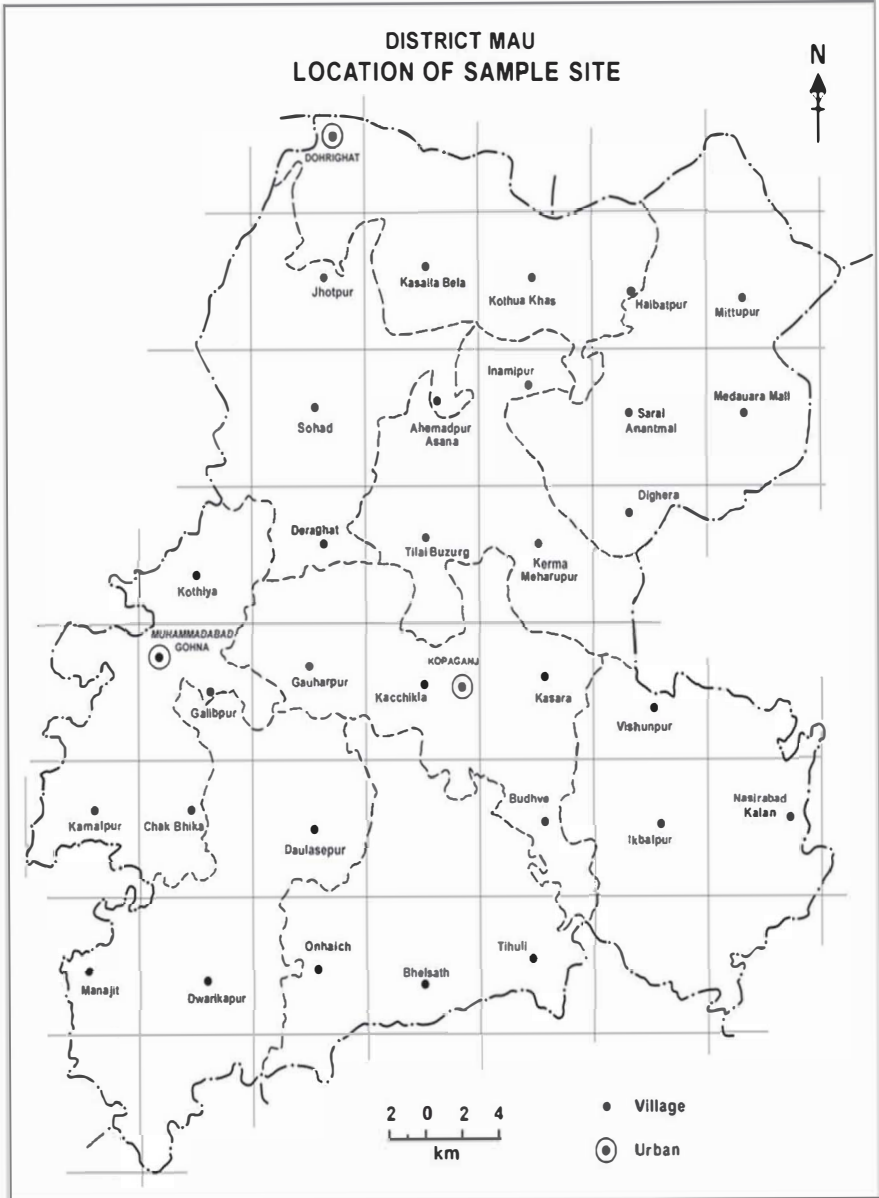 DISTRICT MAU
LOCATION OF SAMPLE SITE
N
DOHRIGHAT
Jhotpur
Kasaita Bela
Kothua Khas
Haibatpur
Mittupur
Inamipur
Sohad
Ahemadpur
Asana
Saral
Anantmal
Medauara Mall
Dighera
Deraghat
Tilai Buzurg
Kerma
Meharupur
Kothiya
MUHAMMADABAD
GOHNA
Gauharpur
KOPAGANJ
Kacchikla
Kasara
Galibpur
Vishunpur
Kamalpur
Chak Bhika
Daulasepur
Budhve
Ikbalpur
Nasirabad
Kalan
Manajit
Dwarikapur
Onhaich
Bhelsath
Tihuli
2 0 2 4
km
Village
Urban